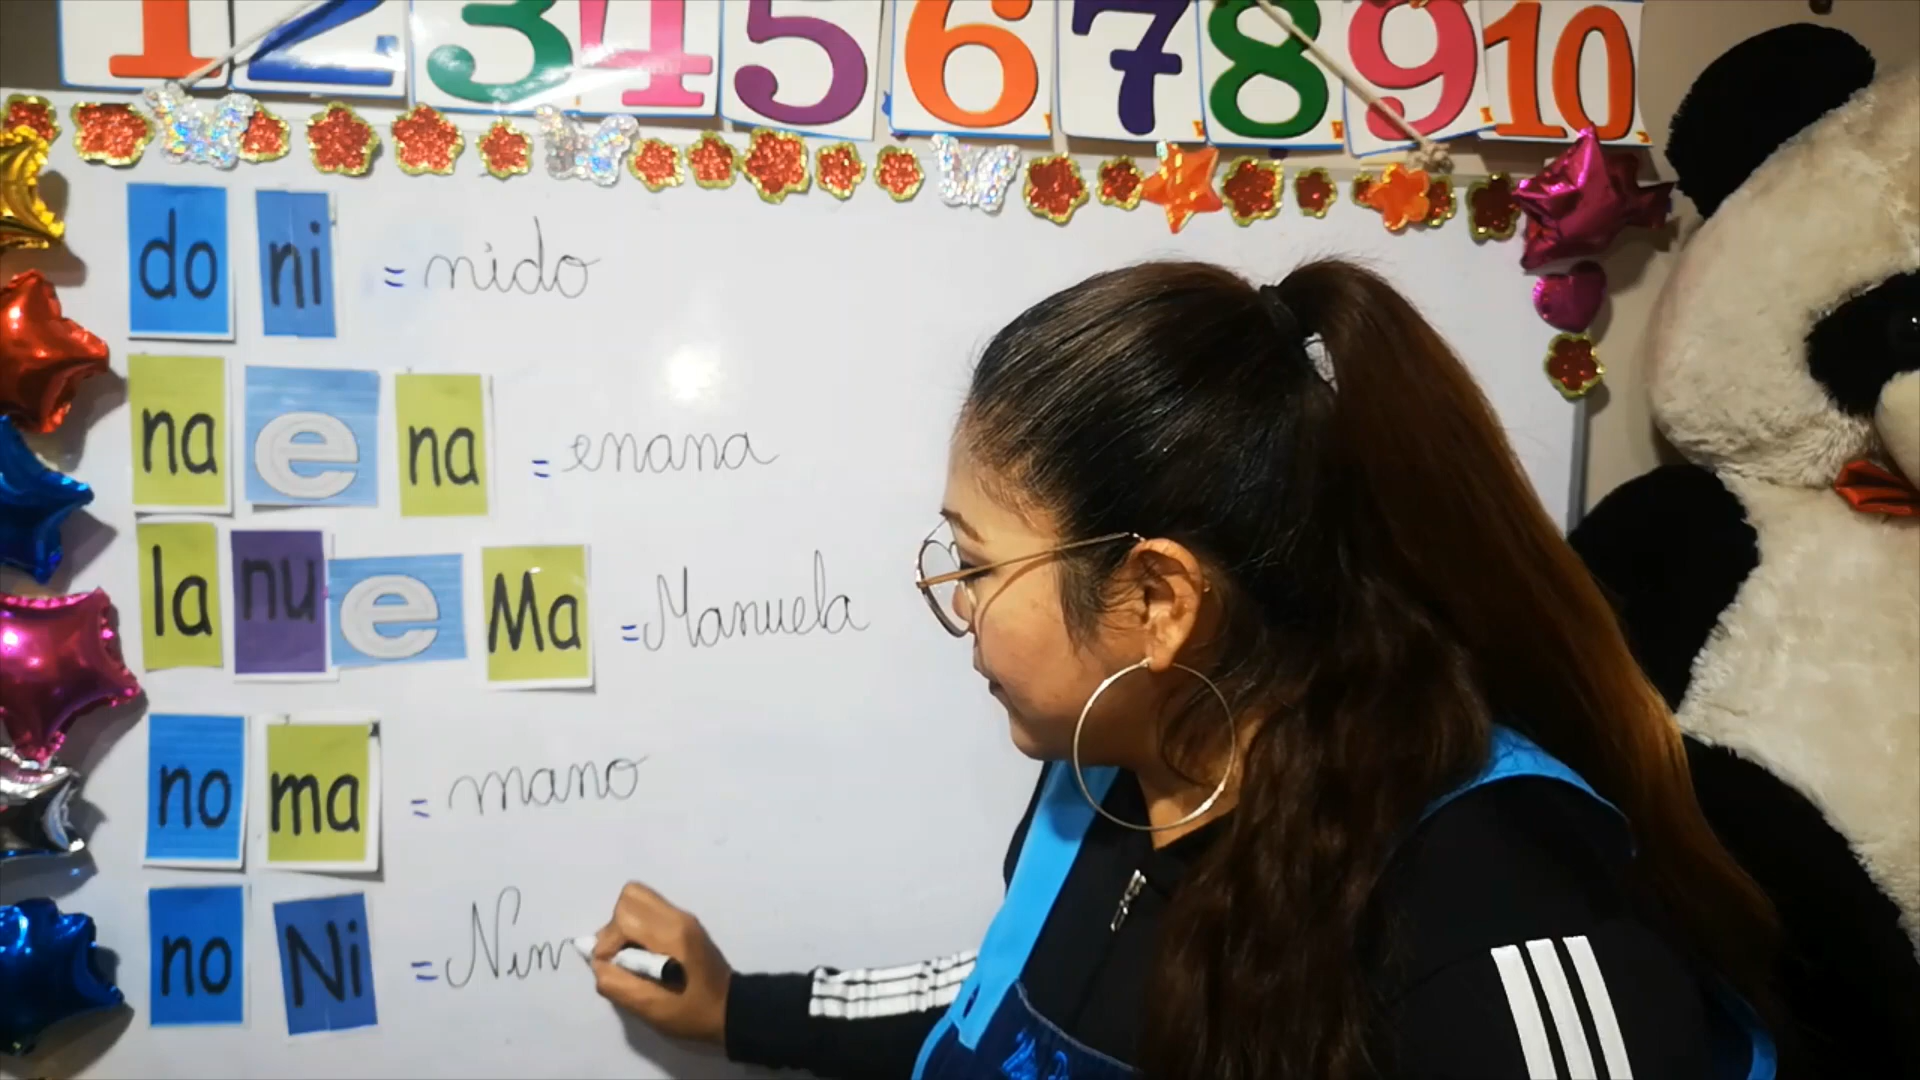 1 2 3 4 5 6 7 8 9 10
do ni = nido
na e na = enana
la nu e Ma = Manuela
no ma = mano
no Ni = Nin